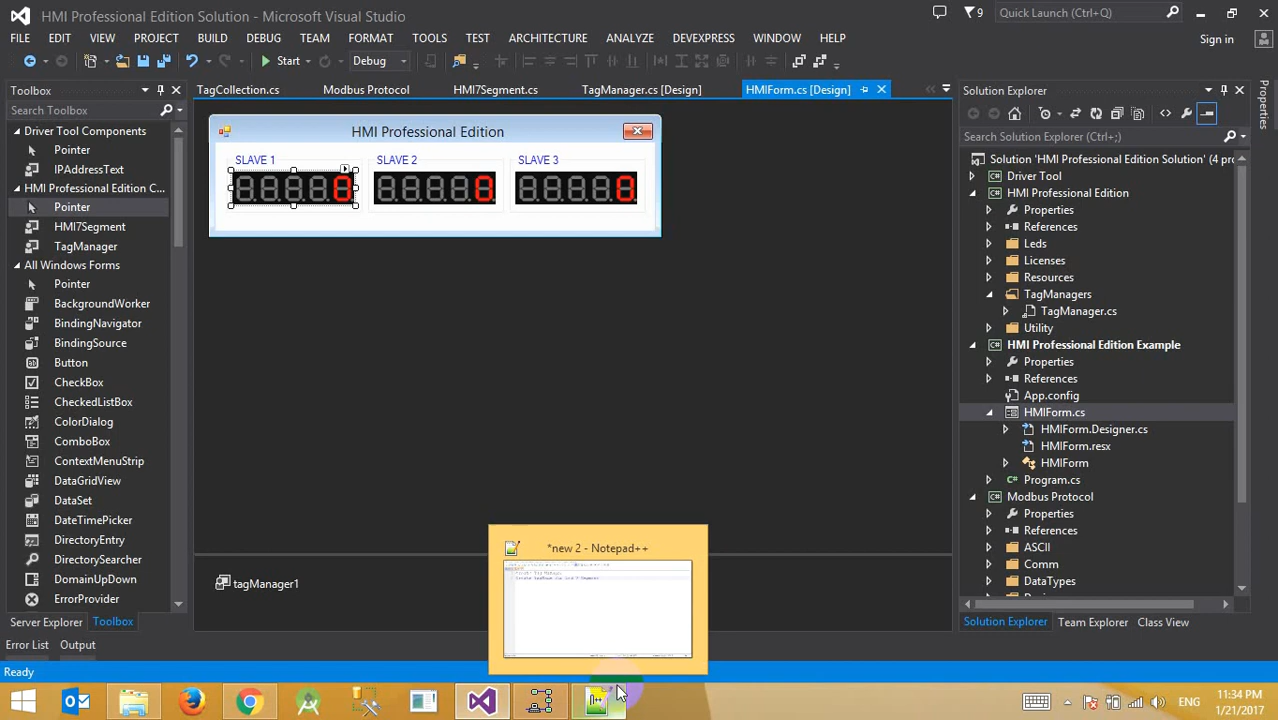 HMI Professional Edition Solution - Microsoft Visual Studio
9
Quick Launch (Ctrl+Q)
FILE EDIT VIEW PROJECT BUILD DEBUG TEAM FORMAT TOOLS TEST ARCHITECTURE ANALYZE DEVEXPRESS WINDOW HELP
Sign in
Start Debug
Toolbox
Search Toolbox
Driver Tool Components
Pointer
IPAddressText
HMI Professional Edition C...
Pointer
HMI7Segment
TagManager
All Windows Forms
Pointer
BackgroundWorker
BindingNavigator
BindingSource
Button
CheckBox
CheckedListBox
ColorDialog
ComboBox
ContextMenuStrip
DataGridView
DataSet
DateTimePicker
DirectoryEntry
DirectorySearcher
DomainUpDown
ErrorProvider
Server Explorer Toolbox
Error List Output
Ready
TagCollection.cs Modbus Protocol HMI7Segment.cs TagManager.cs [Design] HMIForm.cs [Design]
HMI Professional Edition
SLAVE 1 SLAVE 2 SLAVE 3
0 0 0
tagManager1
*new 2 - Notepad++
Solution Explorer
Search Solution Explorer (Ctrl+;)
Solution 'HMI Professional Edition Solution' (4 pr
Driver Tool
HMI Professional Edition
Properties
References
Leds
Licenses
Resources
TagManagers
TagManager.cs
Utility
HMI Professional Edition Example
Properties
References
App.config
HMIForm.cs
HMIForm.Designer.cs
HMIForm.resx
HMIForm
Program.cs
Modbus Protocol
Properties
References
ASCII
Comm
DataTypes
Solution Explorer Team Explorer Class View
Properties
ENG
11:34 PM
1/21/2017